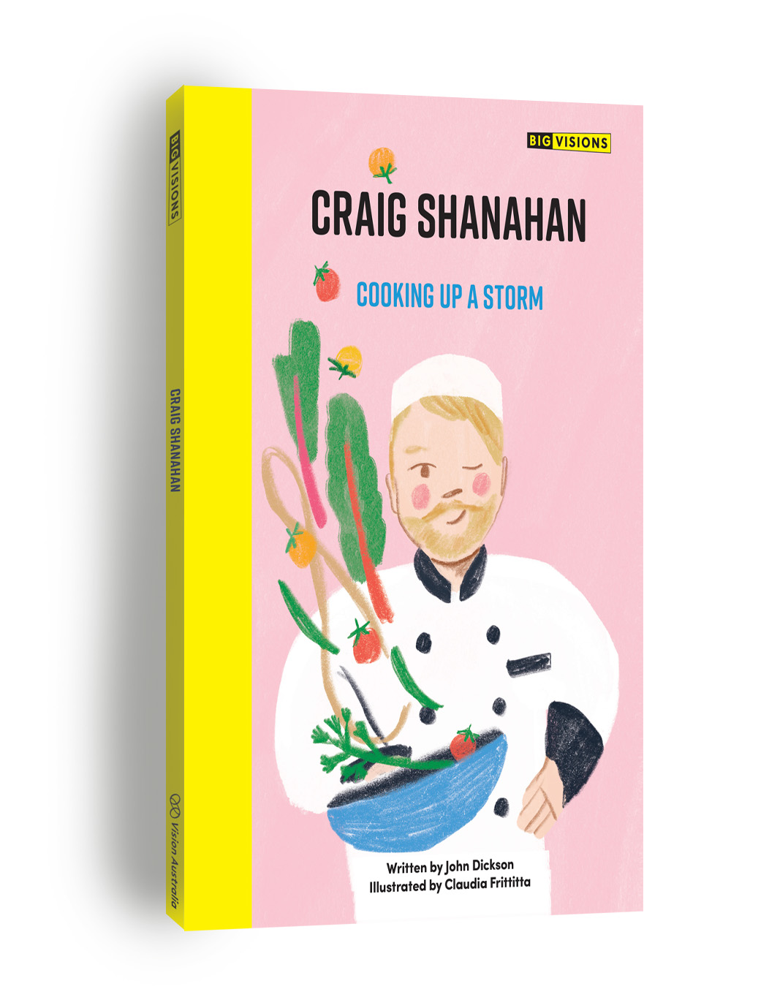 BIG VISIONS
CRAIG SHANAHAN
COOKING UP A STORM
Written by John Dickson
Illustrated by Claudia Frittitta
BIG VISIONS
CRAIG SHANAHAN
Vision Australia